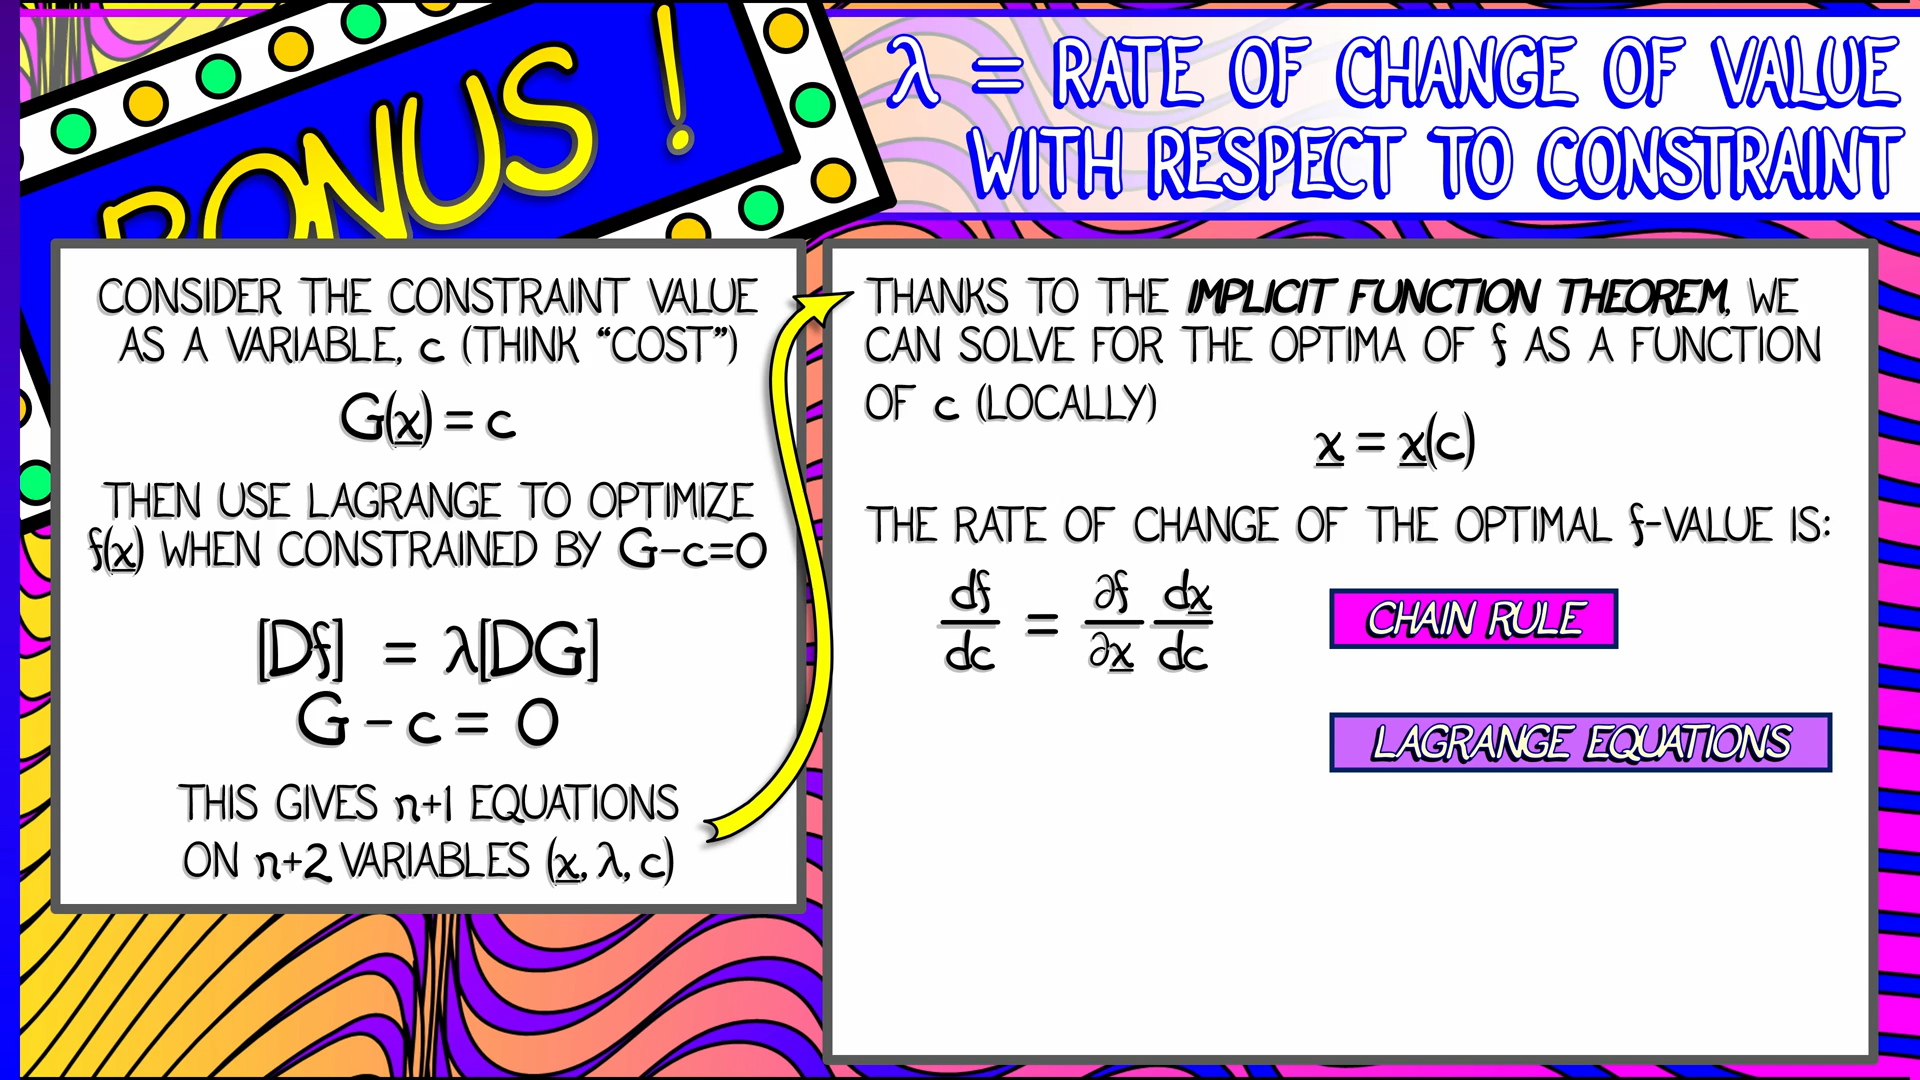 BONUS!
λ = RATE OF CHANGE OF VALUE
WITH RESPECT TO CONSTRAINT
CONSIDER THE CONSTRAINT VALUE
AS A VARIABLE, c (THINK “COST”)
G(x) = c
THEN USE LAGRANGE TO OPTIMIZE
f(x) WHEN CONSTRAINED BY G-c=0
[Df] = λ[DG]
G - c = 0
THIS GIVES n+1 EQUATIONS
ON n+2 VARIABLES (x, λ, c)
THANKS TO THE IMPLICIT FUNCTION THEOREM, WE
CAN SOLVE FOR THE OPTIMA OF f AS A FUNCTION
OF c (LOCALLY)
x = x(c)
THE RATE OF CHANGE OF THE OPTIMAL f-VALUE IS:
df/dc = ∂f/∂x dx/dc
CHAIN RULE
LAGRANGE EQUATIONS